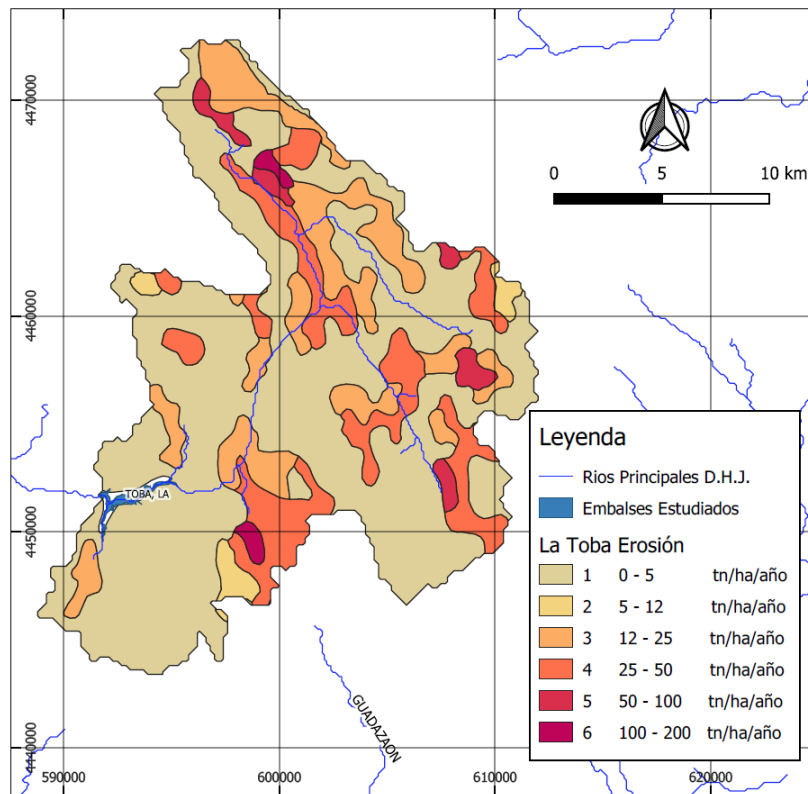 4470000
4460000
4450000
4440000
590000
600000
610000
620000
0 5 10 km
TOBA, LA
GUADAZAON
Leyenda
Rios Principales D.H.J.
Embalses Estudiados
La Toba Erosión
1 0 - 5 tn/ha/año
2 5 - 12 tn/ha/año
3 12 - 25 tn/ha/año
4 25 - 50 tn/ha/año
5 50 - 100 tn/ha/año
6 100 - 200 tn/ha/año